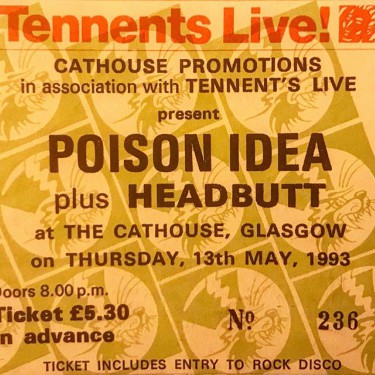 Tennents Live!
CATHOUSE PROMOTIONS
in association with TENNENT'S LIVE
present
POISON IDEA
plus HEADBUTT
at THE CATHOUSE, GLASGOW
on THURSDAY, 13th MAY, 1993
Doors 8.00 p.m.
Ticket £5.30
in advance
Nº 236
TICKET INCLUDES ENTRY TO ROCK DISCO